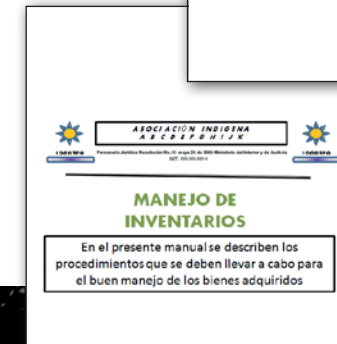 ASOCIACIÓN INDIGENA
A B C D E F G H I J K
MANEJO DE
INVENTARIOS
En el presente manual se describen los
procedimientos que se deben llevar a cabo para
el buen manejo de los bienes adquiridos